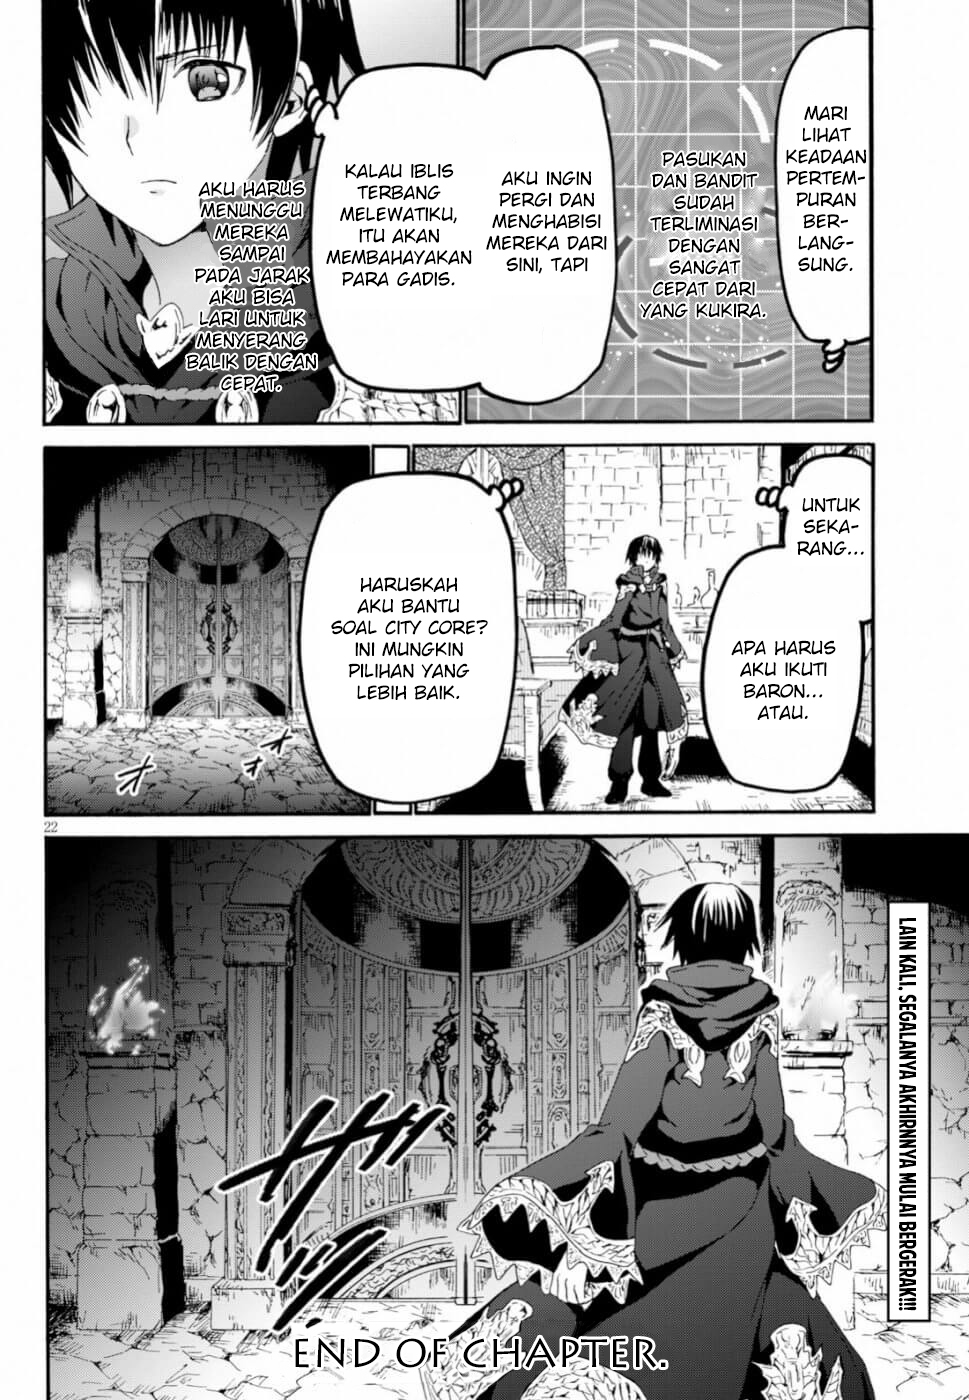 MARI
LIHAT
KEADAAN
PERTEM-
PURAN
BER-
LANG-
SUNG.
PASUKAN
DAN BANDIT
SUDAH
TERLIMINASI
DENGAN
SANGAT
CEPAT DARI
YANG KUKIRA.
AKU INGIN
PERGI DAN
MENGHABISI
MEREKA DARI
SINI, TAPI
KALAU IBLIS
TERBANG
MELEWATIKU,
ITU AKAN
MEMBAHAYAKAN
PARA GADIS.
AKU HARUS
MENUNGGU
MEREKA
SAMPAI
PADA JARAK
AKU BISA
LARI UNTUK
MENYERANG
BALIK DENGAN
CEPAT.
UNTUK
SEKA-
RANG...
APA HARUS
AKU IKUTI
BARON...
ATAU.
HARUSKAH
AKU BANTU
SOAL CITY CORE?
INI MUNGKIN
PILIHAN YANG
LEBIH BAIK.
22
LAIN KALI, SEGALANYA AKHIRNNYA MULAI BERGERAK!!!
END OF CHAPTER.